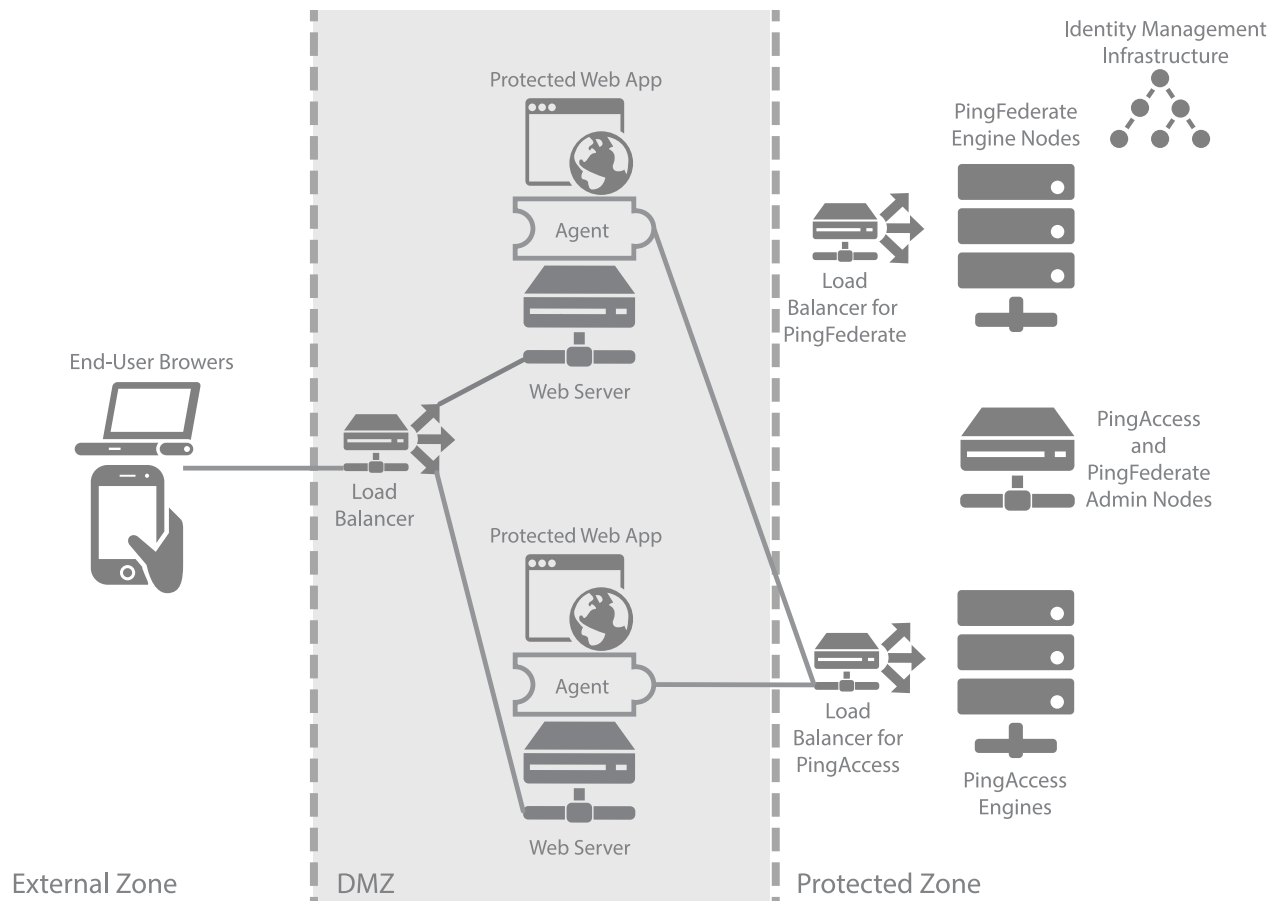 Identity Management
Infrastructure
Protected Web App
PingFederate
Engine Nodes
Agent
Load
Balancer for
PingFederate
End-User Browers
Web Server
PingAccess
and
PingFederate
Admin Nodes
Load
Balancer
Protected Web App
Agent
Load
Balancer for
PingAccess
PingAccess
Engines
Web Server
External Zone
DMZ
Protected Zone